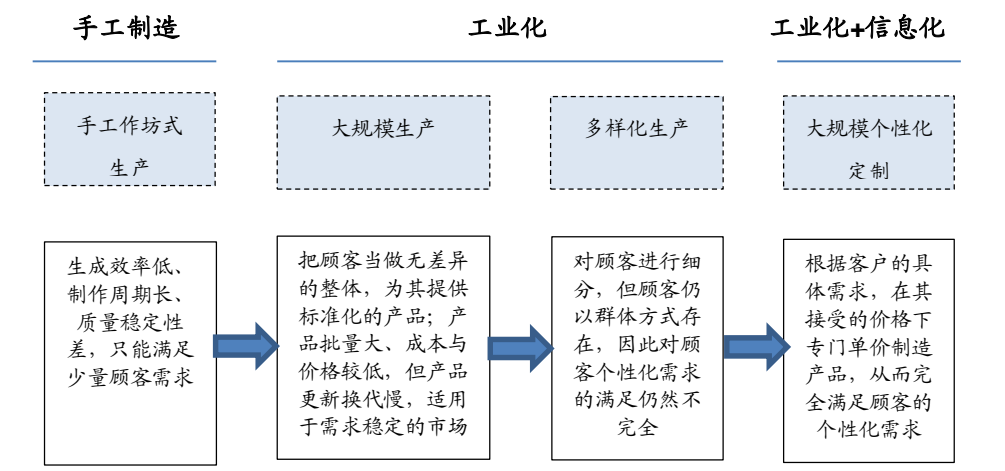 手工制造
工业化
工业化+信息化
手工作坊式
生产
大规模生产
多样化生产
大规模个性化
定制
生成效率低、
制作周期长、
质量稳定性
差，只能满足
少量顾客需求
把顾客当做无差异
的整体，为其提供
标准化的产品；产
品批量大、成本与
价格较低，但产品
更新换代慢，适用
于需求稳定的市场
对顾客进行细
分，但顾客仍
以群体方式存
在，因此对顾
客个性化需求
的满足仍然不
完全
根据客户的具
体需求，在其
接受的价格下
专门单价制造
产品，从而完
全满足顾客的
个性化需求